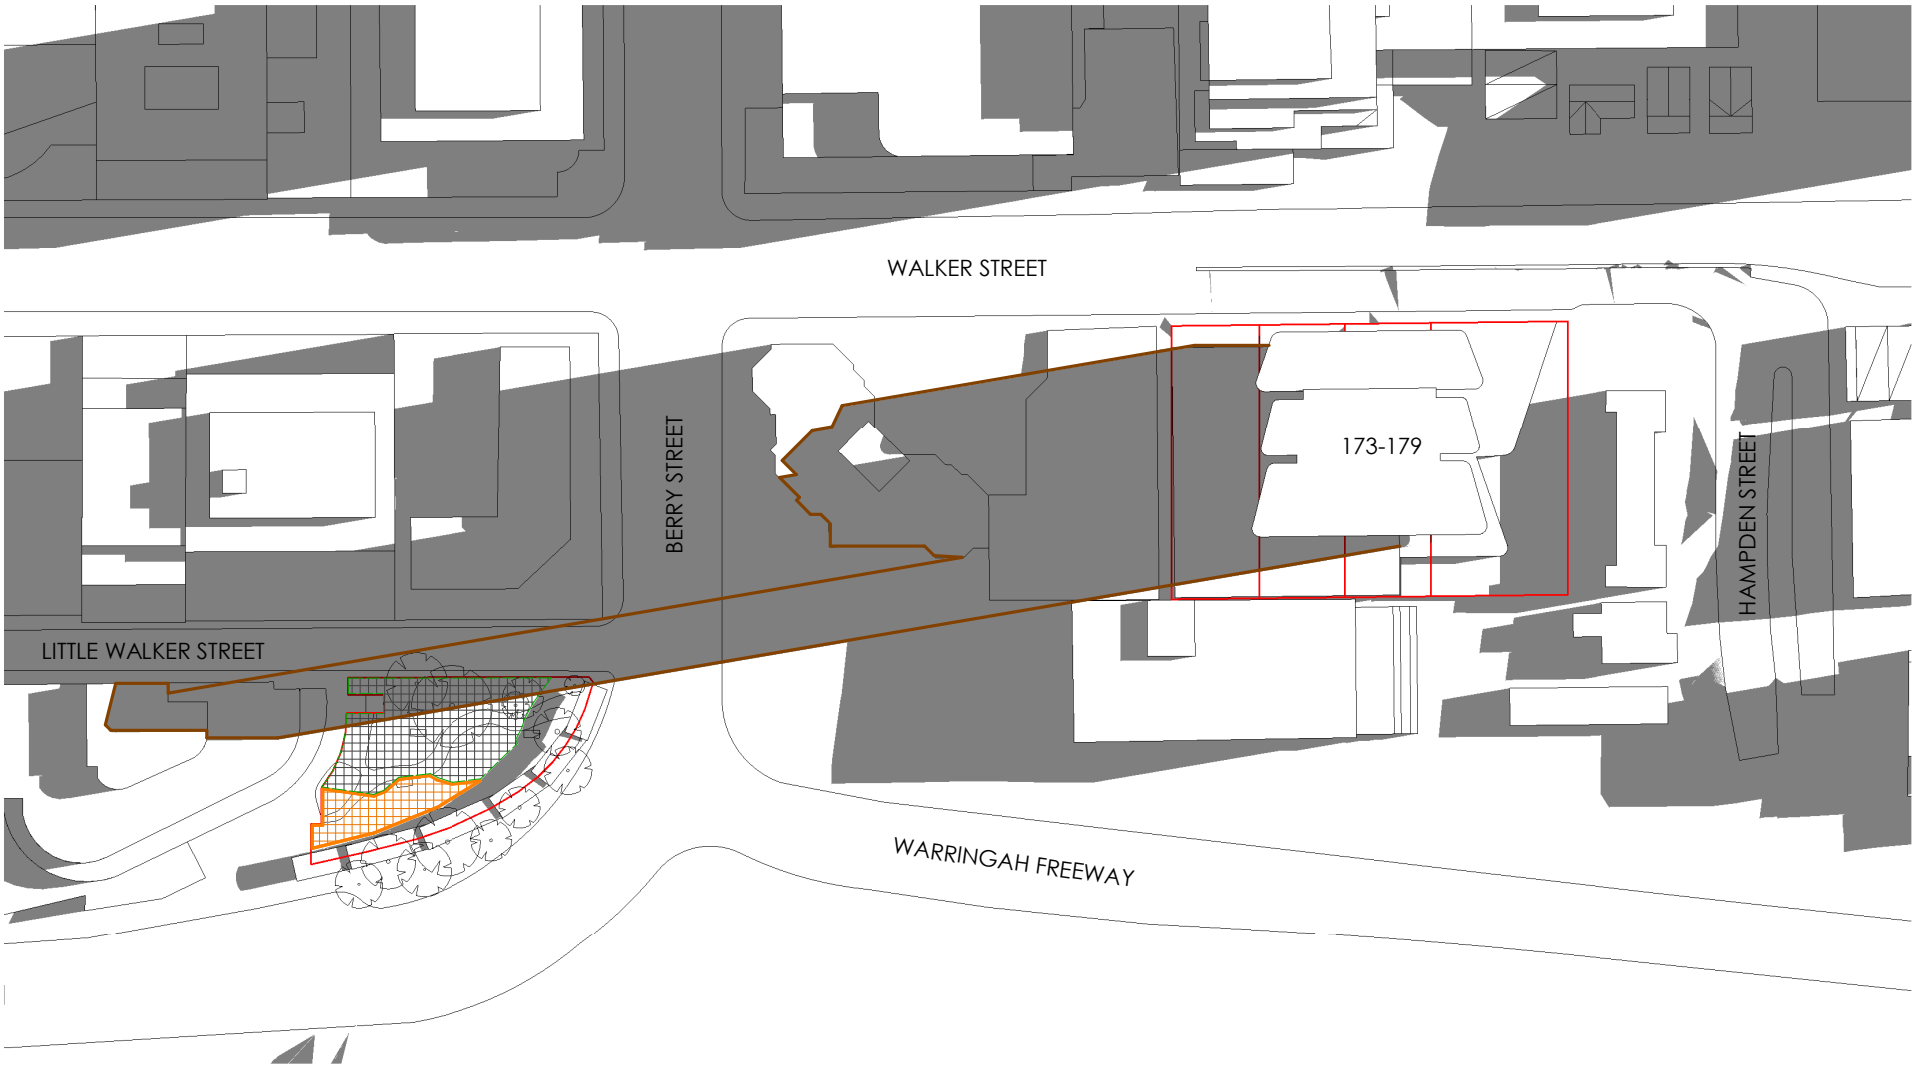 WALKER STREET
173-179
BERRY STREET
HAMPDEN STREET
LITTLE WALKER STREET
WARRINGAH FREEWAY